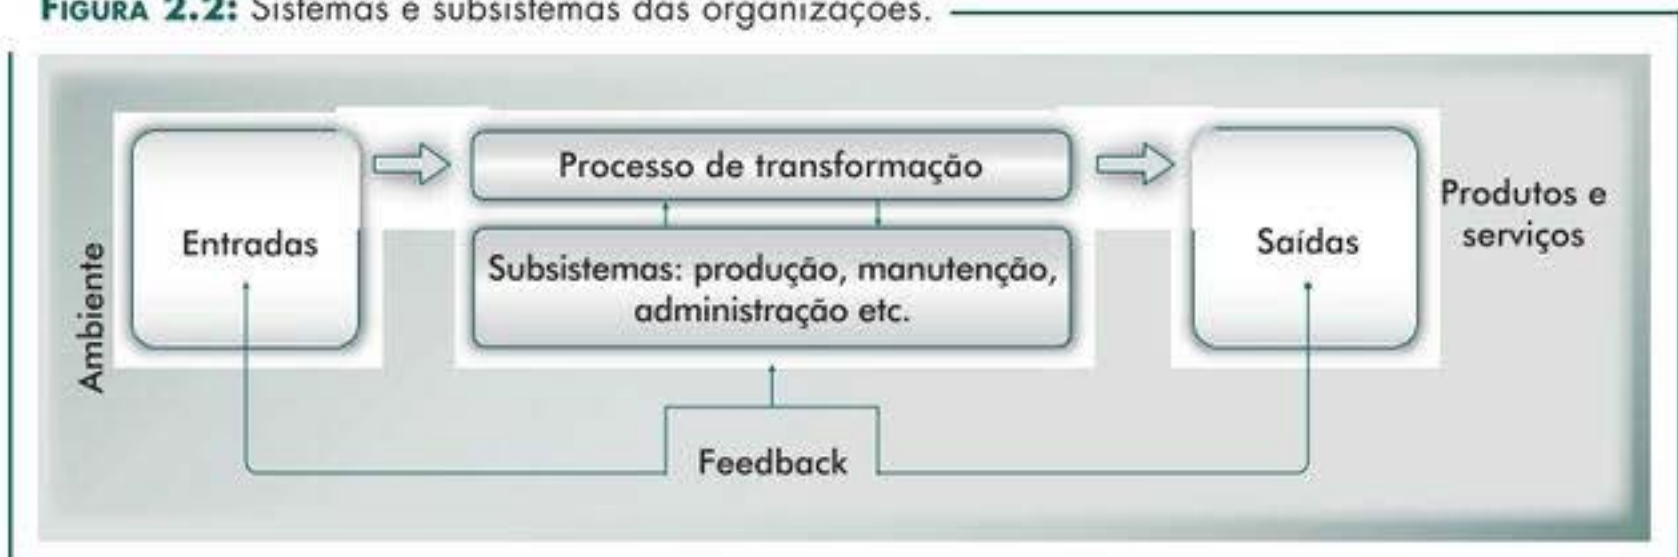 FIGURA 2.2: Sistemas e subsistemas das organizações.
Ambiente
Entradas
Processo de transformação
Subsistemas: produção, manutenção,
administração etc.
Saídas
Produtos e
serviços
Feedback